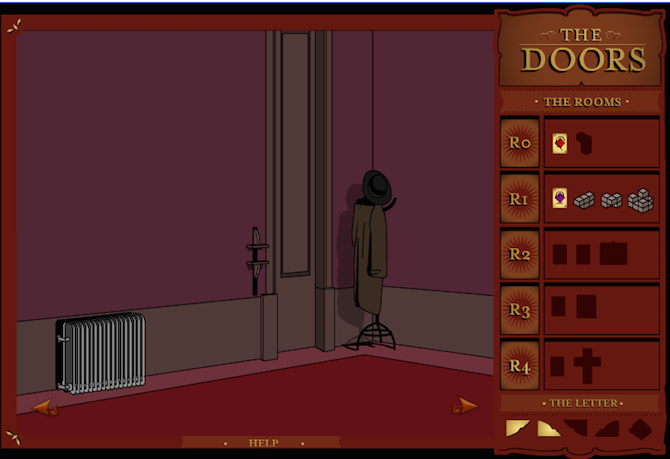 THE
DOORS
· THE ROOMS ·
R0
R1
R2
R3
R4
· THE LETTER ·
· HELP ·